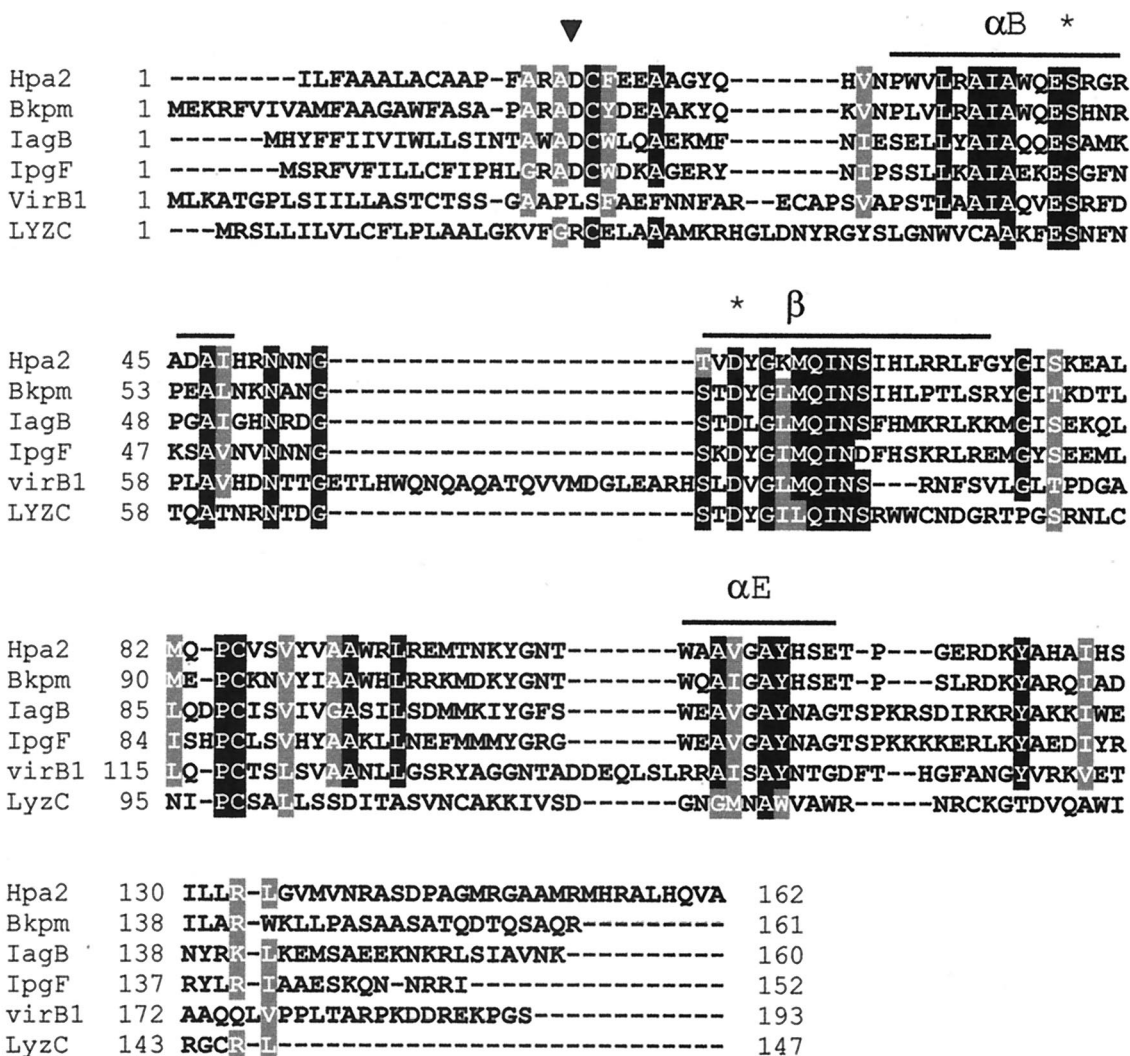 αB *
Hpa2 1 --------ILFAAALACAAP-FARADCFEEAAGYQ-------HVNPWVLRAIAWQESRGR
Bkpm 1 MEKRFVIVAMFAAGAWFASA-PARADCYDEAAKYQ-------KVNPLVLRAIAWQESHNR
IagB 1 ------MHYFFIIVIWLLSINTAWADCWLQAEKMF-------NIESELLYAIAQQESAMK
IpgF 1 -------MSRFVFILLCFIPHLGRADCWDKAGERY-------NIPSSLLKAIAEKESGFN
VirB1 1 MLKATGPLSIILLASTCTSS-GAAPLSFAEFNNFAR--ECAPSVAPSTLAAIAQVESRFD
LYZC 1 ---MRSLLILVLCFLPLAALGKVFGRCELAAAMKRHGLDNYRGYSLGNWVCAAKFESNFN
* β
Hpa2 45 ADAIHRNNNG-----------------------TVDYGKMQINSIHLRRLFGYGISKEAL
Bkpm 53 PEALNKNANG-----------------------STDYGLMQINSIHLPTLSRYGITKDTL
IagB 48 PGAIGHNRDG-----------------------STDLGLMQINSFHMKRLKKMGISEKQL
IpgF 47 KSAVNVNNNG-----------------------SKDYGIMQINDFHSKRLREMGYSEEML
virB1 58 PLAVHDNTTGETLHWQNQAQATQVVMDGLEARHSLDVGLMQINS---RNFSVLGLTPDGA
LYZC 58 TQATNRNTDG-----------------------STDYGILQINSRWWCNDGRTPGSRNLC
αE
Hpa2 82 MQ-PCVSVYVAAWRLREMTNKYGNT-------WAAVGAYHSET-P---GERDKYAHAIHS
Bkpm 90 ME-PCKNVYIAAWHLRRKMDKYGNT-------WQAIGAYHSET-P---SLRDKYARQIAD
IagB 85 LQDPCISVIVGASILSDMMKIYGFS-------WEAVGAYNAGTSPKRSDIRKRYAKKIWE
IpgF 84 ISHPCLSVHYAAKLLNEFMMMYGRG-------WEAVGAYNAGTSPKKKKERLKYAEDIYR
virB1 115 LQ-PCTSLSVAANLLGSRYAGGNTADDEQLSLRRAISAYNTGDFT--HGFANGYVRKVET
LyzC 95 NI-PCSALLSSDITASVNCAKKIVSD------GNGMNAWVAWR-----NRCKGTDVQAWI
Hpa2 130 ILLR-LGVMVNRASDPAGMRGAAMRMHRALHQVA 162
Bkpm 138 ILAR-WKLLPASAASATQDTQSAQR--------- 161
IagB 138 NYRK-LKEMSAEEKNKRLSIAVNK---------- 160
IpgF 137 RYLR-IAAESKQN-NRRI---------------- 152
virB1 172 AAQQLVPPLTARPKDDREKPGS------------ 193
LyzC 143 RGCR-L---------------------------- 147